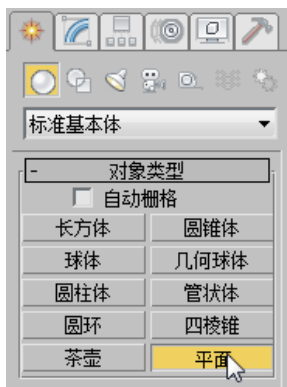 标准基本体
- 对象类型
自动栅格
长方体 圆锥体
球体 几何球体
圆柱体 管状体
圆环 四棱锥
茶壶 平面